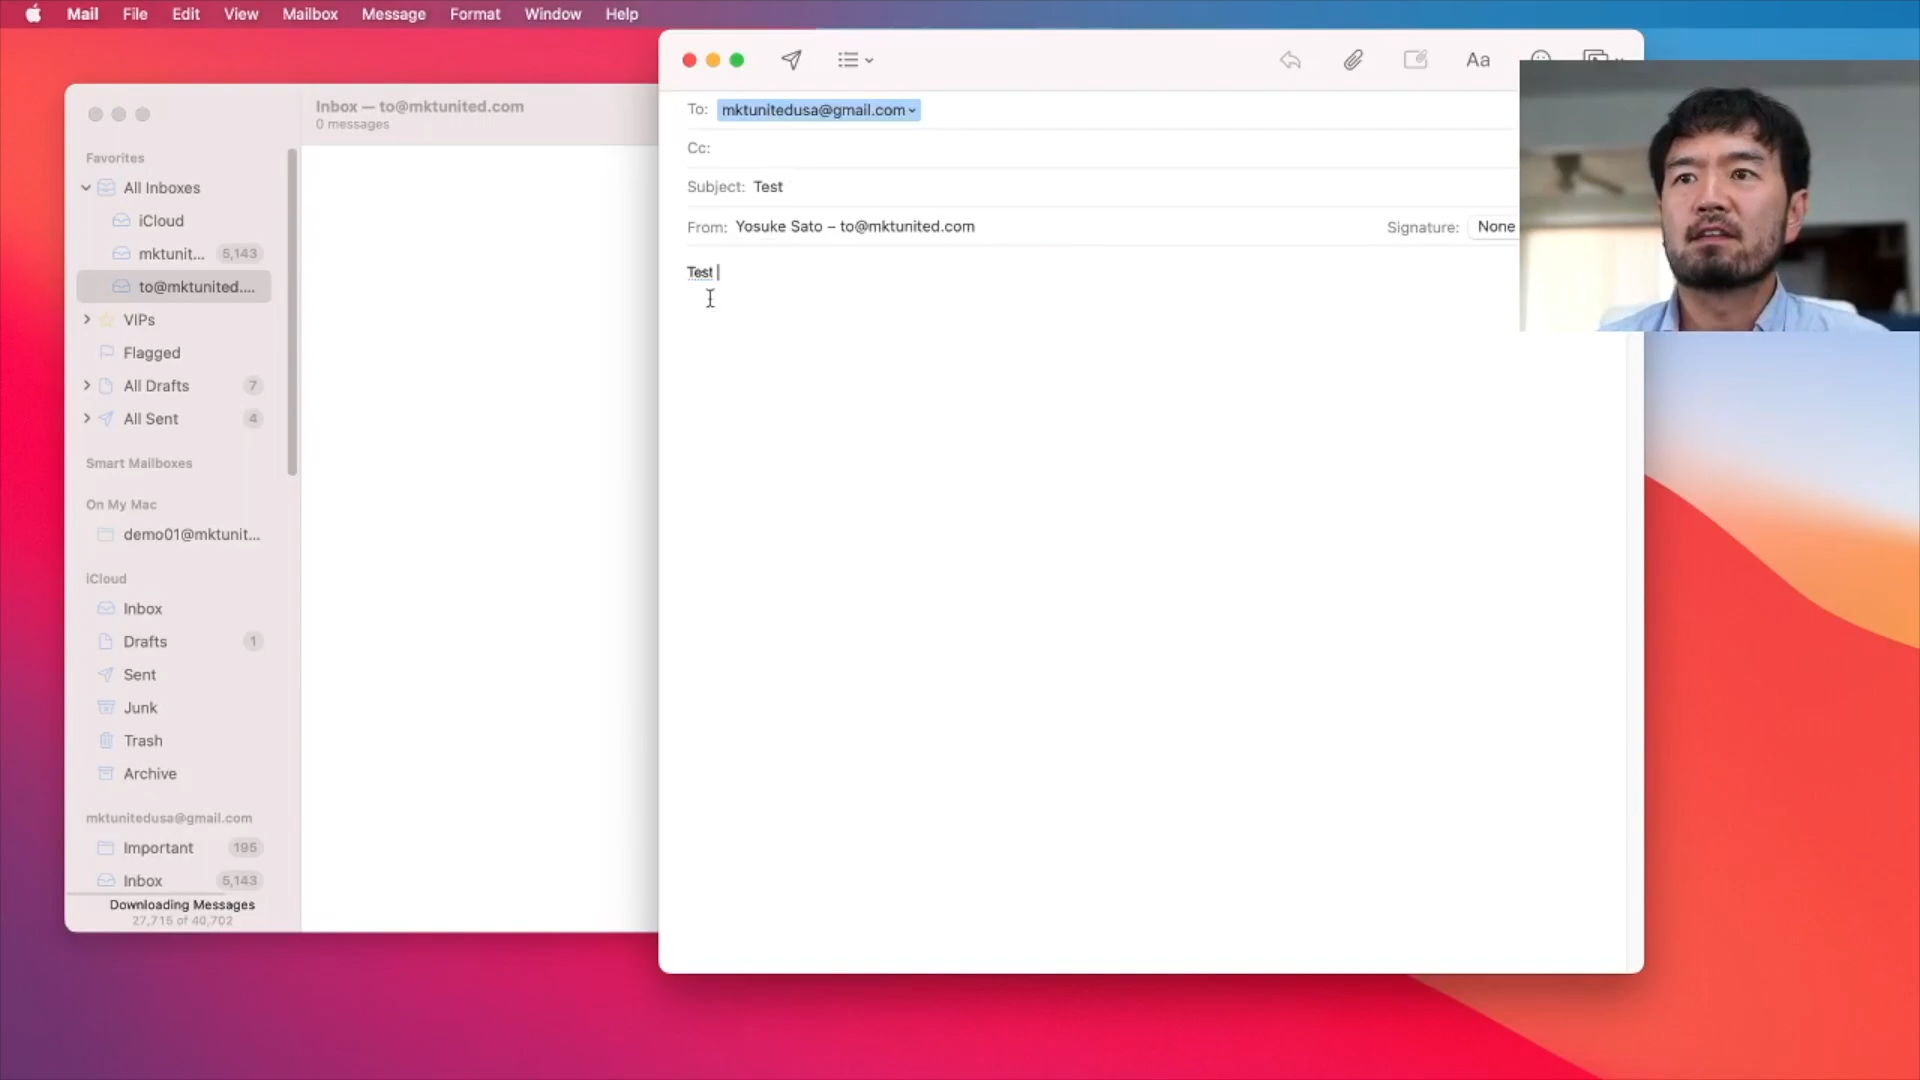 Mail File Edit View Mailbox Message Format Window Help
Inbox — to@mktunited.com
0 messages
Favorites
All Inboxes
iCloud
mktunit... 5,143
to@mktunited....
VIPs
Flagged
All Drafts 7
All Sent 4
Smart Mailboxes
On My Mac
demo01@mktunit...
iCloud
Inbox
Drafts 1
Sent
Junk
Trash
Archive
mktunitedusa@gmail.com
Important 195
Inbox 5,143
Downloading Messages
27,715 of 40,702
Aa
To: mktunitedusa@gmail.com
Cc:
Subject: Test
From: Yosuke Sato – to@mktunited.com Signature: None
Test